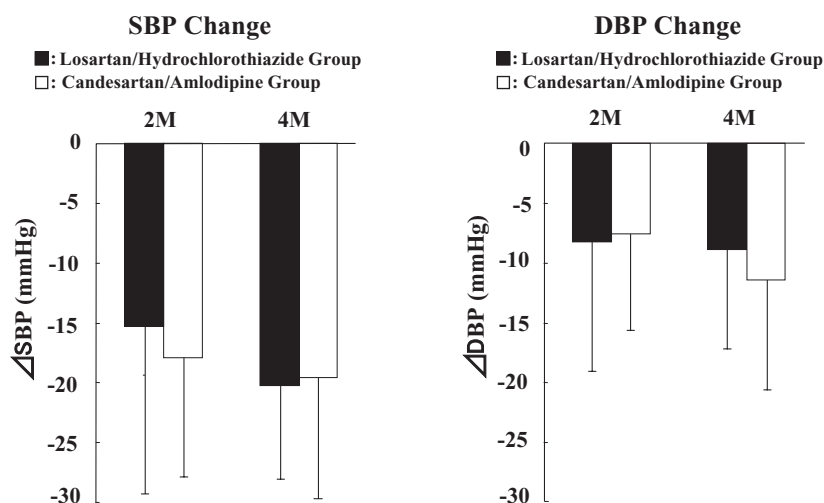 SBP Change
■: Losartan/Hydrochlorothiazide Group
□: Candesartan/Amlodipine Group
2M 4M
0
-5
-10
-15
-20
-25
-30
⊿SBP (mmHg)
DBP Change
■: Losartan/Hydrochlorothiazide Group
□: Candesartan/Amlodipine Group
2M 4M
0
-5
-10
-15
-20
-25
-30
⊿DBP (mmHg)